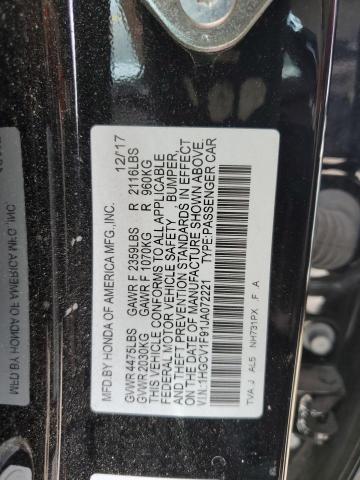 MFD.BY HONDA OF AMERICA MFG.,INC. 12/17
GVWR 4475LBS GAWR F 2359LBS R 2116LBS
GVWR 2030KG GAWR F 1070KG R 960KG
THIS VEHICLE CONFORMS TO ALL APPLICABLE
FEDERAL MOTOR VEHICLE SAFETY BUMPER,
AND THEFT PREVENTION STANDARDS IN EFFECT
ON THE DATE OF MANUFACTURE SHOWN ABOVE.
V.I.N.:1HGCV1F91JA072221 TYPE:PASSENGER CAR
TVA J AL5 NH731PX F A
MFD BY HONDA OF AMERICA MFG., INC.